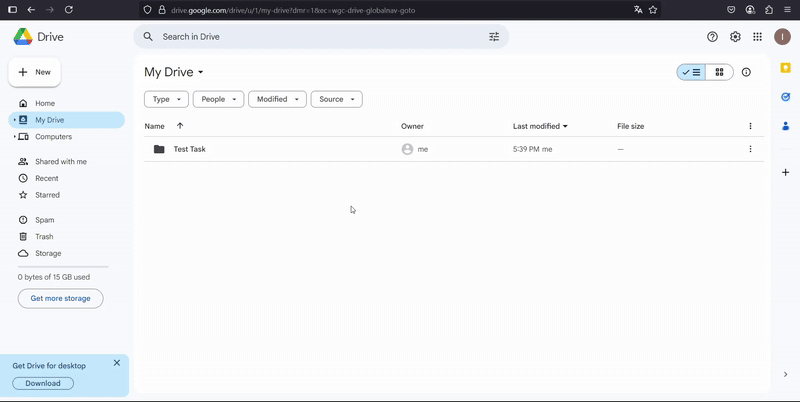 drive.google.com/drive/u/1/my-drive?dmr=1&ec=wgc-drive-globalnav-goto
Drive
Search in Drive
I
New
My Drive
Type
People
Modified
Source
Home
My Drive
Computers
Shared with me
Recent
Starred
Spam
Trash
Storage
0 bytes of 15 GB used
Get more storage
Name
Owner
Last modified
File size
Test Task
me
5:39 PM me
—
Get Drive for desktop
Download